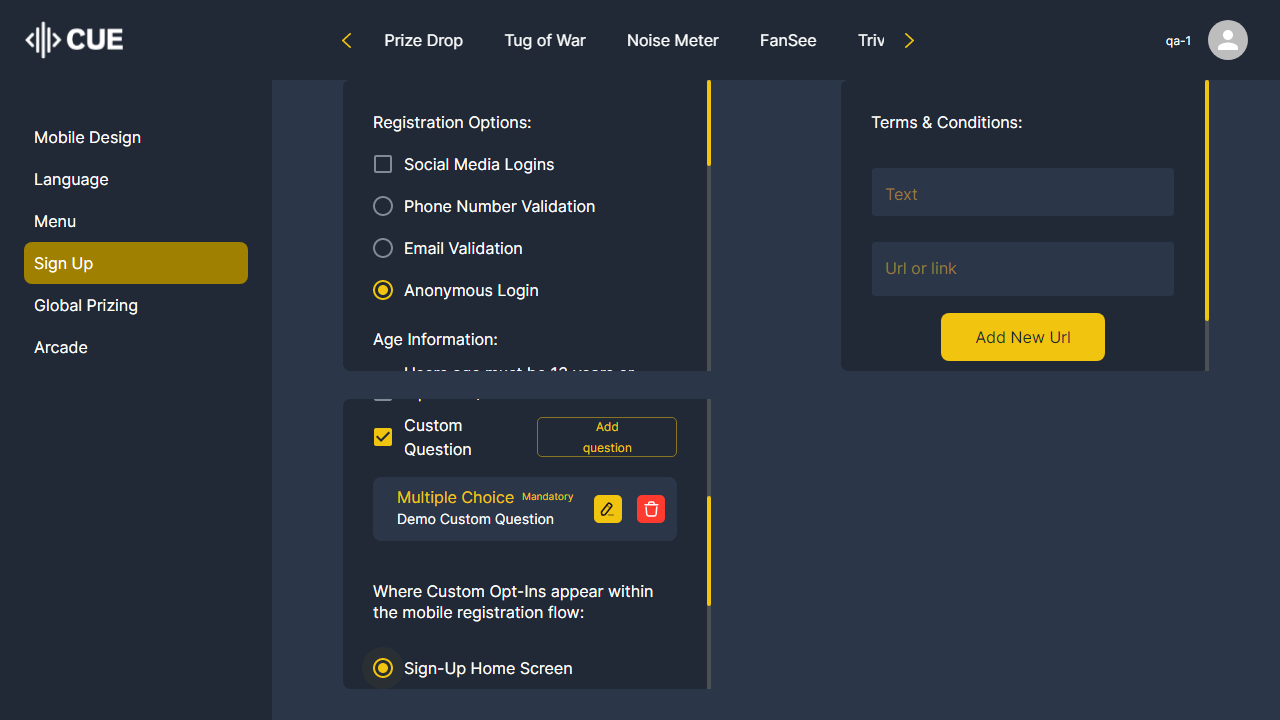 CUE
Prize Drop
Tug of War
Noise Meter
FanSee
Triv
qa-1
Mobile Design
Language
Menu
Sign Up
Global Prizing
Arcade
Registration Options:
Social Media Logins
Phone Number Validation
Email Validation
Anonymous Login
Age Information:
Terms & Conditions:
Text
Url or link
Add New Url
Custom
Question
Add
question
Multiple Choice Mandatory
Demo Custom Question
Where Custom Opt-Ins appear within
the mobile registration flow:
Sign-Up Home Screen